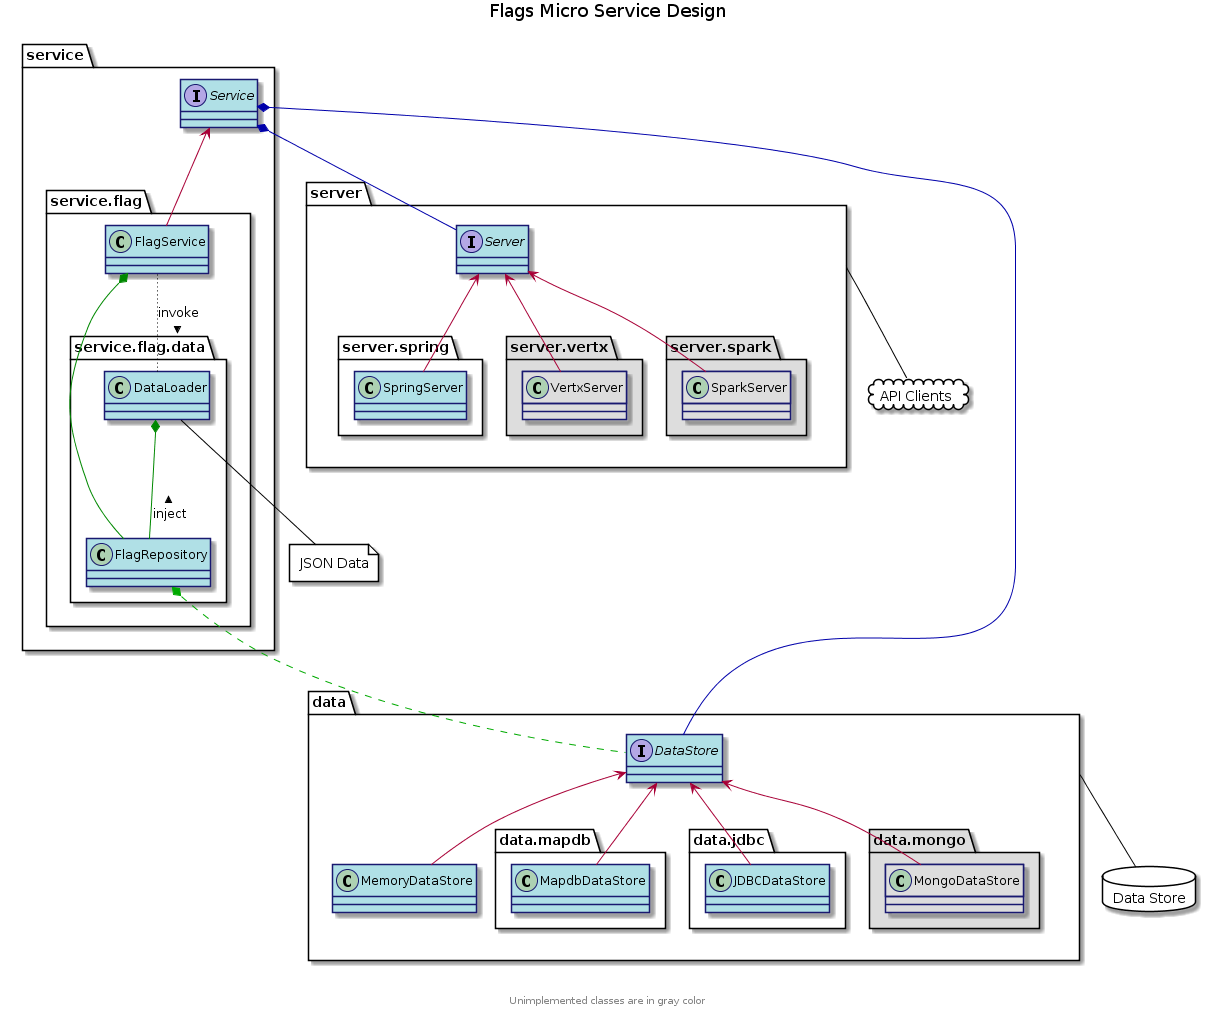 Flags Micro Service Design
service
I Service
service.flag
server
C FlagService
I Server
invoke
▼
service.flag.data
server.spring
server.vertx
server.spark
C DataLoader
C SpringServer
C VertxServer
C SparkServer
API Clients
▲
inject
C FlagRepository
JSON Data
data
I DataStore
data.mapdb
data.jdbc
data.mongo
C MemoryDataStore
C MapdbDataStore
C JDBCDataStore
C MongoDataStore
Data Store
Unimplemented classes are in gray color